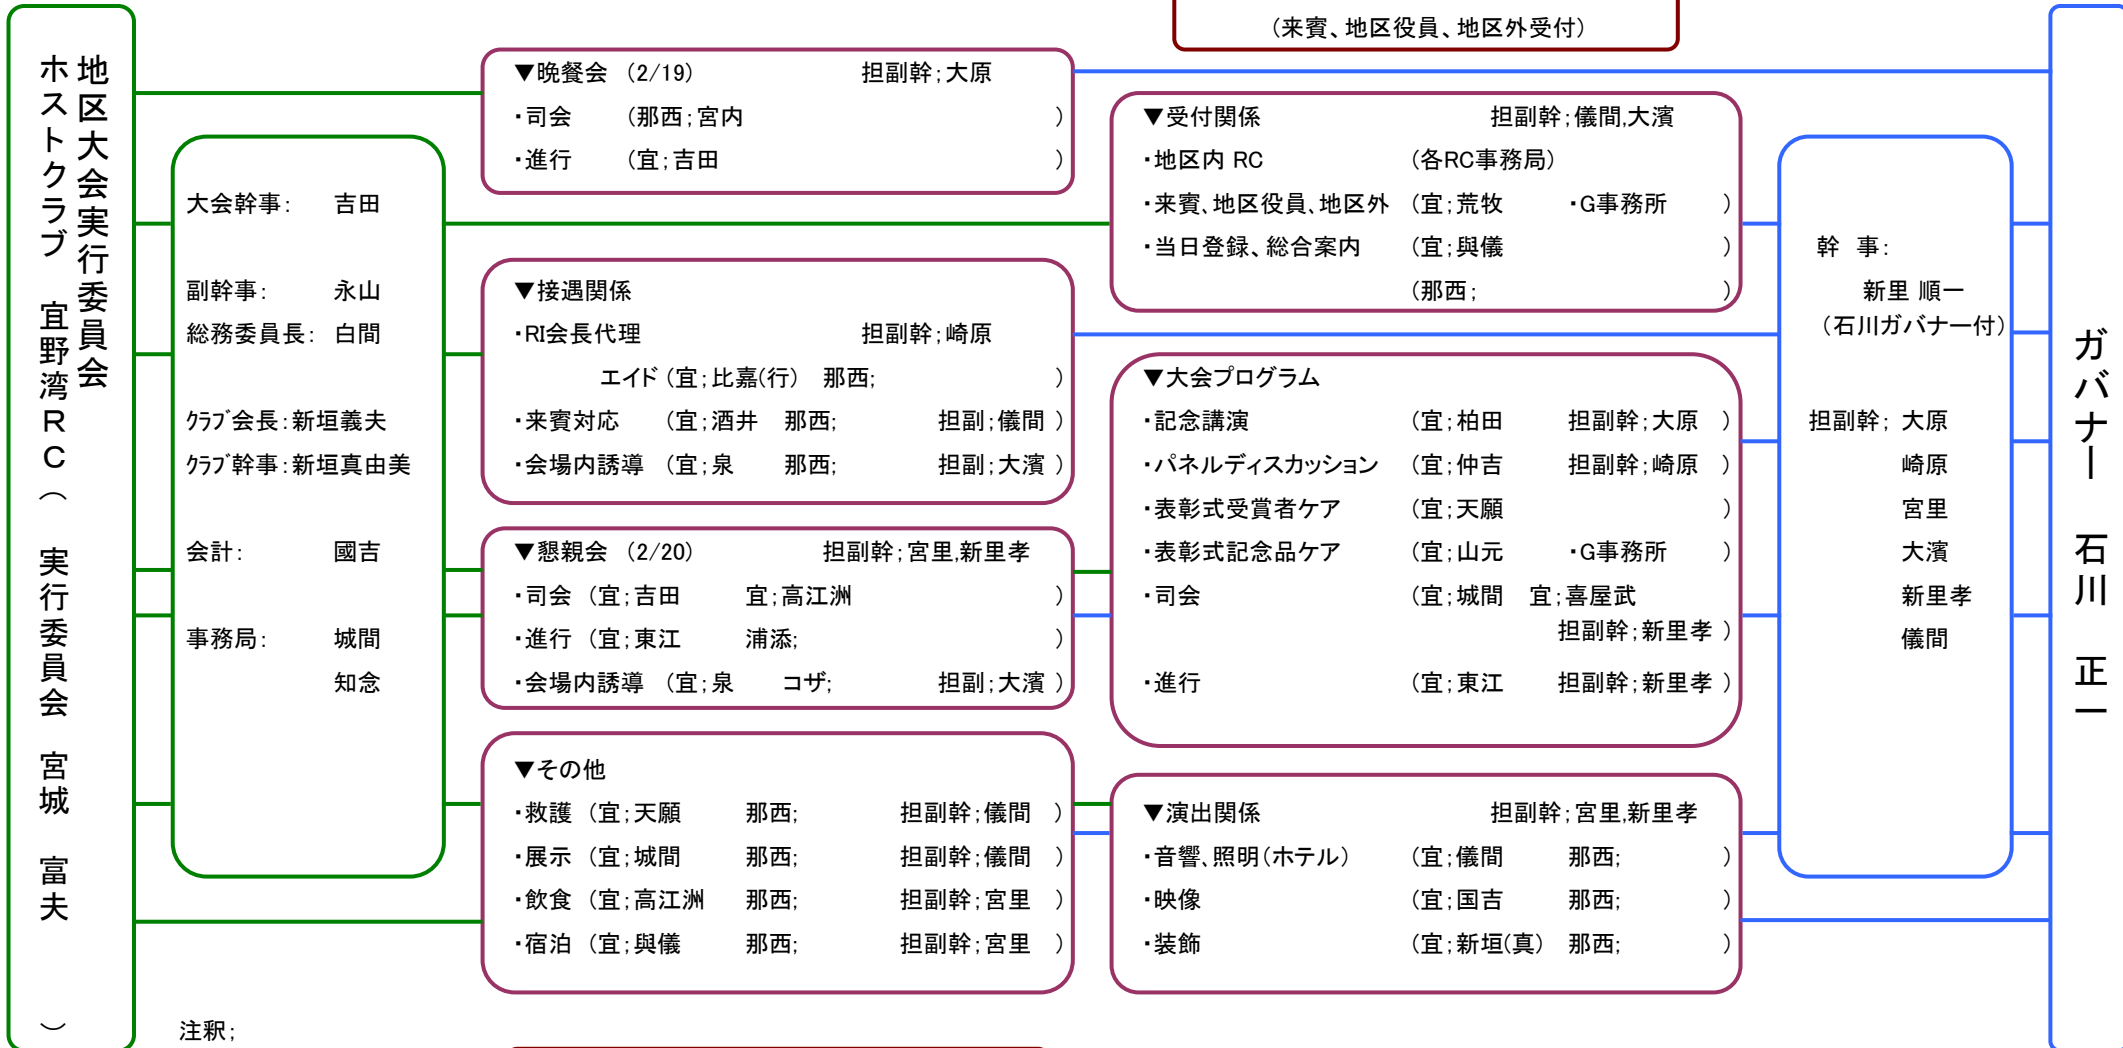 (来賓、地区役員、地区外受付)
地区大会実行委員会
ホストクラブ 宜野湾RC( 実行委員会 宮城 富夫 )
大会幹事: 吉田
副幹事: 永山
総務委員長: 白間
クラブ会長:新垣義夫
クラブ幹事:新垣真由美
会計: 國吉
事務局: 城間
知念
▼晩餐会 (2/19) 担副幹;大原
・司会 (那西;宮内 )
・進行 (宜;吉田 )
▼接遇関係
・RI会長代理 担副幹;崎原
エイド(宜;比嘉(行) 那西; )
・来賓対応 (宜;酒井 那西; 担副;儀間 )
・会場内誘導 (宜;泉 那西; 担副;大濱 )
▼懇親会 (2/20) 担副幹;宮里,新里孝
・司会 (宜;吉田 宜;高江洲 )
・進行 (宜;東江 浦添; )
・会場内誘導 (宜;泉 コザ; 担副;大濱 )
▼その他
・救護 (宜;天願 那西; 担副幹;儀間 )
・展示 (宜;城間 那西; 担副幹;儀間 )
・飲食 (宜;高江洲 那西; 担副幹;宮里 )
・宿泊 (宜;與儀 那西; 担副幹;宮里 )
▼受付関係 担副幹;儀間,大濱
・地区内 RC (各RC事務局)
・来賓、地区役員、地区外 (宜;荒牧 ・G事務所 )
・当日登録、総合案内 (宜;與儀 )
(那西; )
▼大会プログラム
・記念講演 (宜;柏田 担副幹;大原 )
・パネルディスカッション (宜;仲吉 担副幹;崎原 )
・表彰式受賞者ケア (宜;天願 )
・表彰式記念品ケア (宜;山元 ・G事務所 )
・司会 (宜;城間 宜;喜屋武
担副幹;新里孝 )
・進行 (宜;東江 担副幹;新里孝 )
▼演出関係 担副幹;宮里,新里孝
・音響、照明(ホテル) (宜;儀間 那西; )
・映像 (宜;国吉 那西; )
・装飾 (宜;新垣(真) 那西; )
幹 事:
新里 順一
(石川ガバナー付)
担副幹; 大原
崎原
宮里
大濱
新里孝
儀間
ガバナー 石川 正一
注釈;